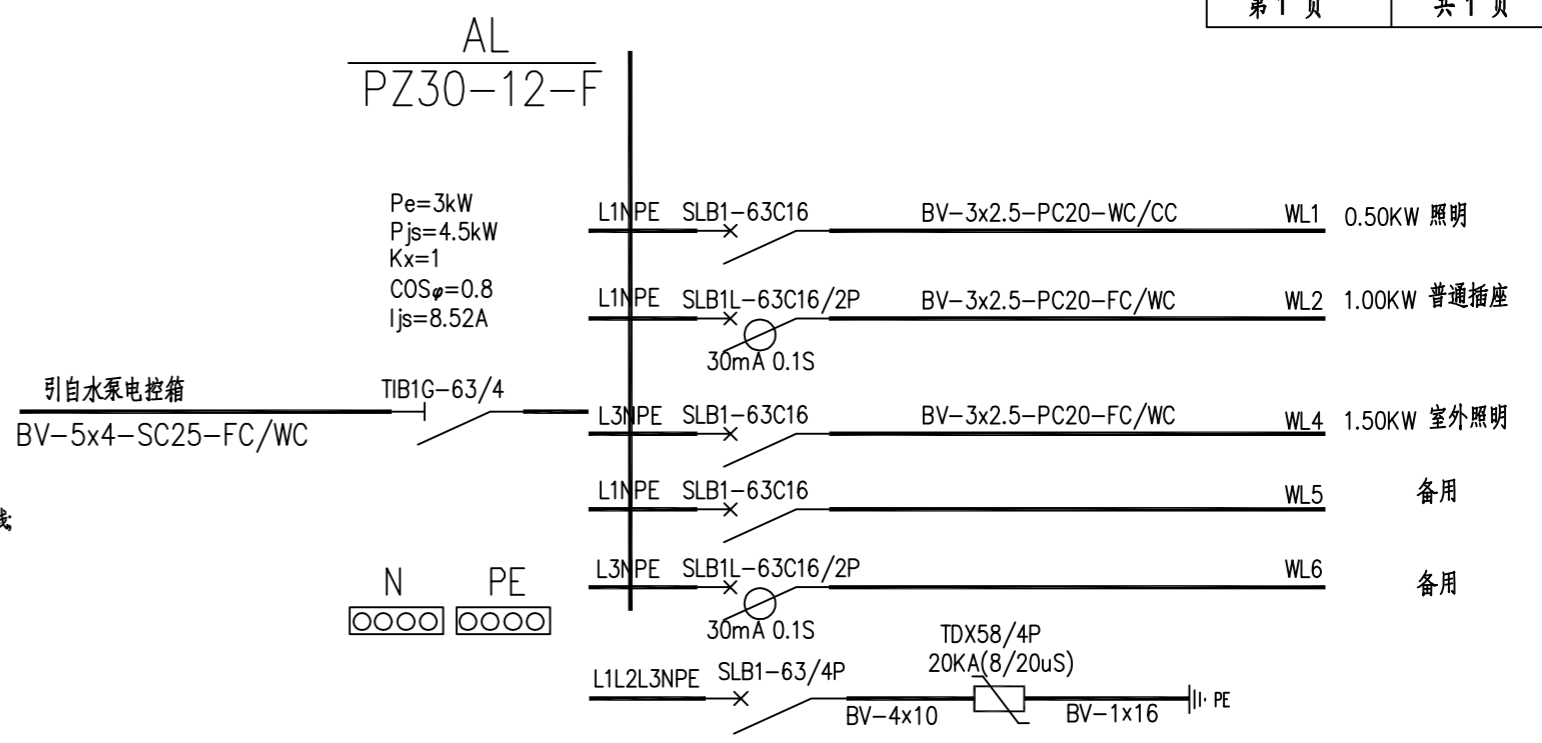 第 1 页 共 1 页
AL
PZ30-12-F
Pe=3kW
Pjs=4.5kW
Kx=1
COSφ=0.8
Ijs=8.52A
L1NPE SLB1-63C16 BV-3x2.5-PC20-WC/CC WL1 0.50KW 照明
L1NPE SLB1L-63C16/2P BV-3x2.5-PC20-FC/WC WL2 1.00KW 普通插座
30mA 0.1S
引自水泵电控箱 TIB1G-63/4
BV-5x4-SC25-FC/WC
L3NPE SLB1-63C16 BV-3x2.5-PC20-FC/WC WL4 1.50KW 室外照明
L1NPE SLB1-63C16 WL5 备用
线;
N PE
L3NPE SLB1L-63C16/2P WL6 备用
30mA 0.1S
TDX58/4P
20KA(8/20uS)
L1L2L3NPE SLB1-63/4P
BV-4x10 BV-1x16 PE